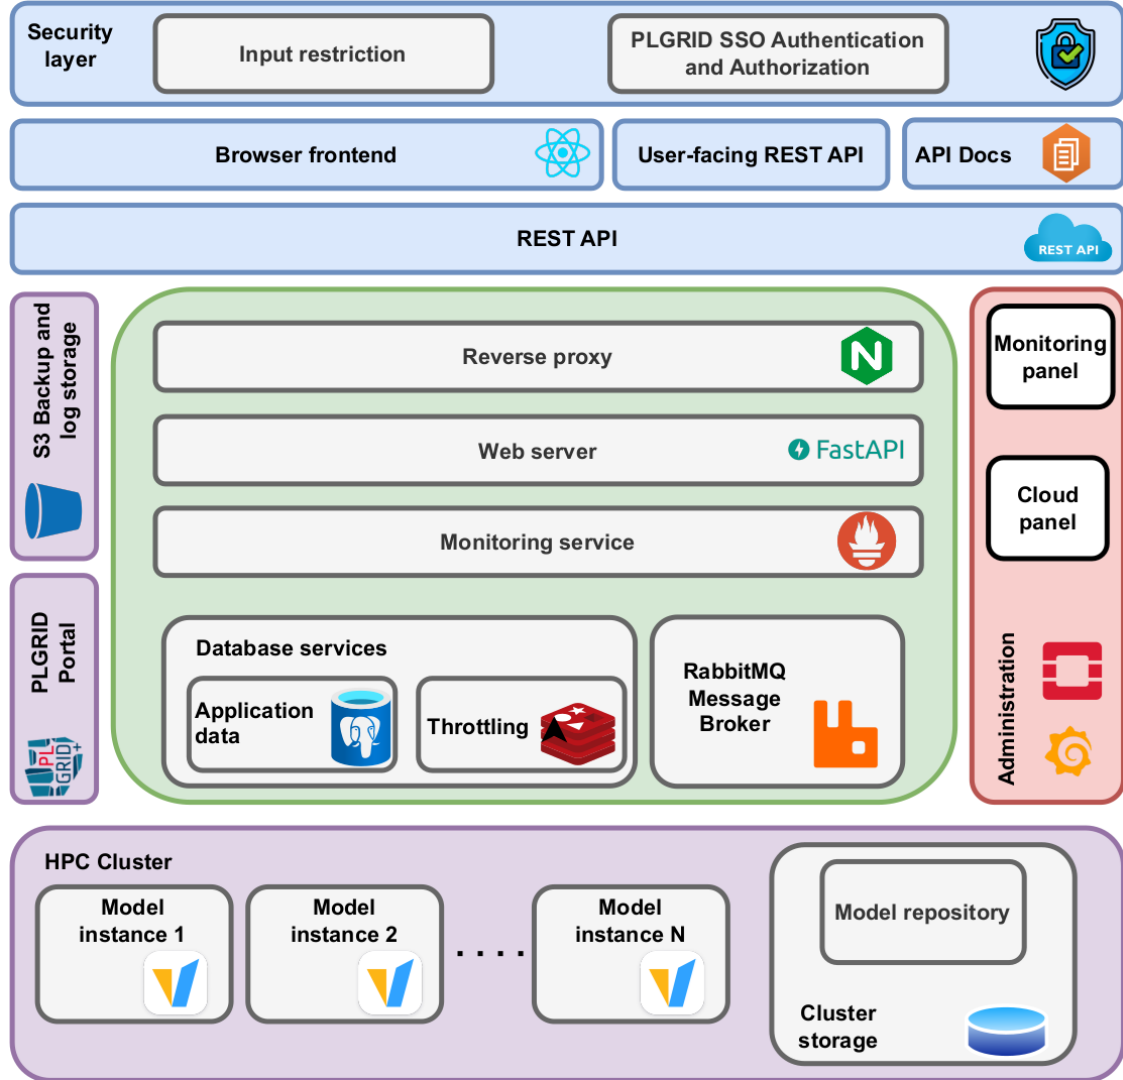 Security
layer
Input restriction
PLGRID SSO Authentication
and Authorization
Browser frontend
User-facing REST API
API Docs
REST API
REST API
S3 Backup and
log storage
PLGRID
Portal
PL
GRID+
Reverse proxy
N
Web server
FastAPI
Monitoring service
Database services
Application
data
Throttling
RabbitMQ
Message
Broker
Monitoring
panel
Cloud
panel
Administration
HPC Cluster
Model
instance 1
Model
instance 2
. . . .
Model
instance N
Model repository
Cluster
storage